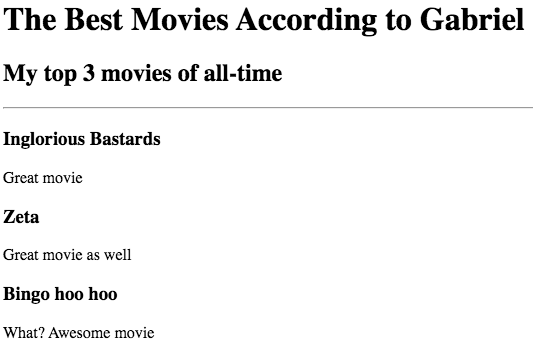 The Best Movies According to Gabriel
My top 3 movies of all-time
Inglorious Bastards
Great movie
Zeta
Great movie as well
Bingo hoo hoo
What? Awesome movie